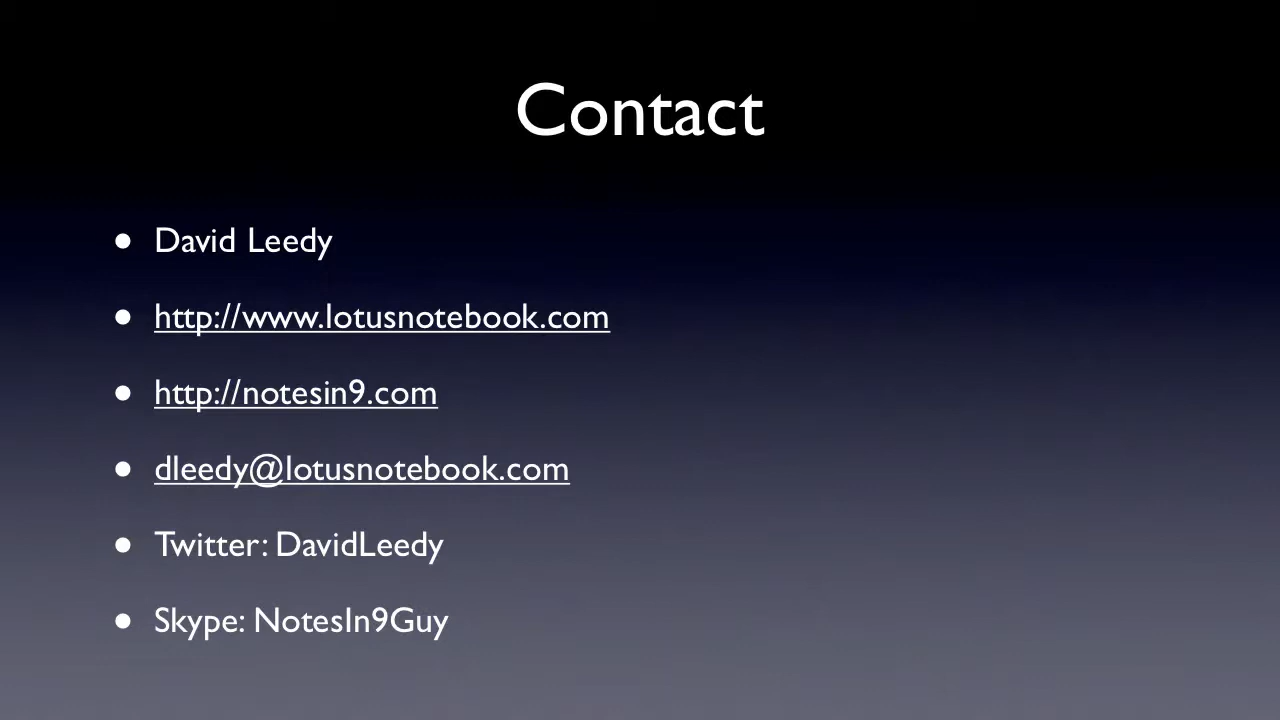 Contact
• David Leedy
• http://www.lotusnotebook.com
• http://notesin9.com
• dleedy@lotusnotebook.com
• Twitter: DavidLeedy
• Skype: NotesIn9Guy